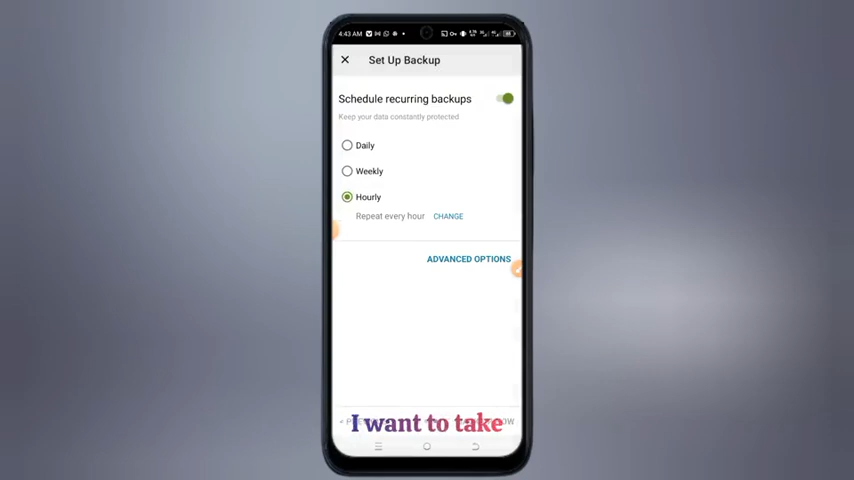 4:43 AM
Set Up Backup
Schedule recurring backups
Keep your data constantly protected
Daily
Weekly
Hourly
Repeat every hour CHANGE
ADVANCED OPTIONS
I want to take